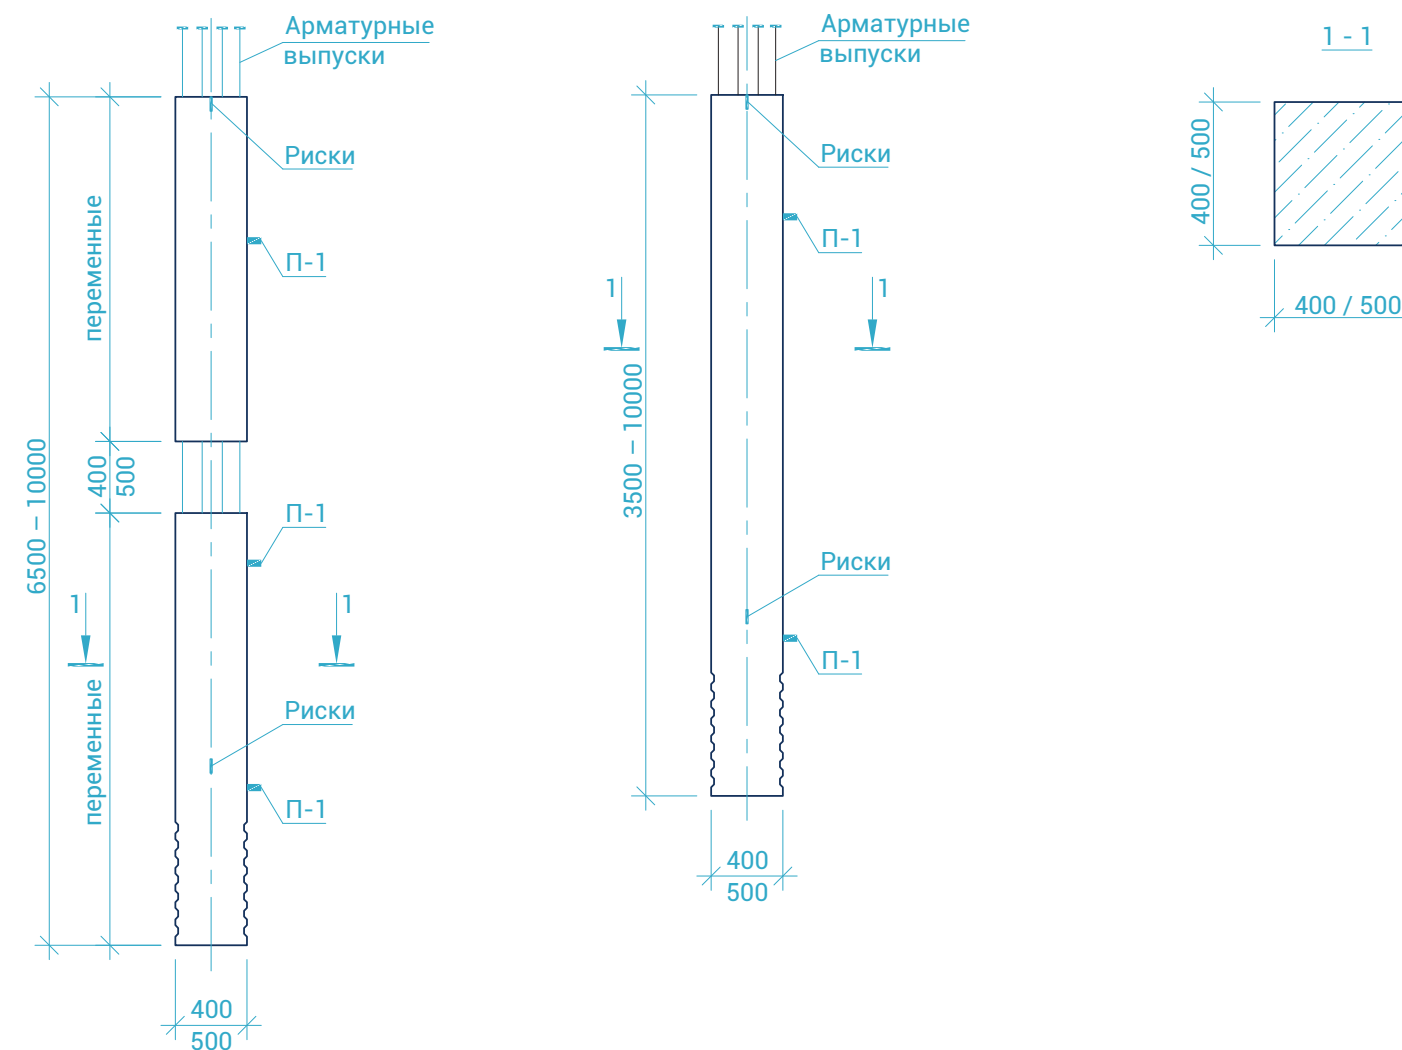 Арматурные
выпуски
Риски
переменные
П-1
6500 – 10000
400
500
П-1
1
1
переменные
Риски
П-1
400
500
Арматурные
выпуски
Риски
П-1
1
1
3500 – 10000
Риски
П-1
400
500
1 - 1
400 / 500
400 / 500